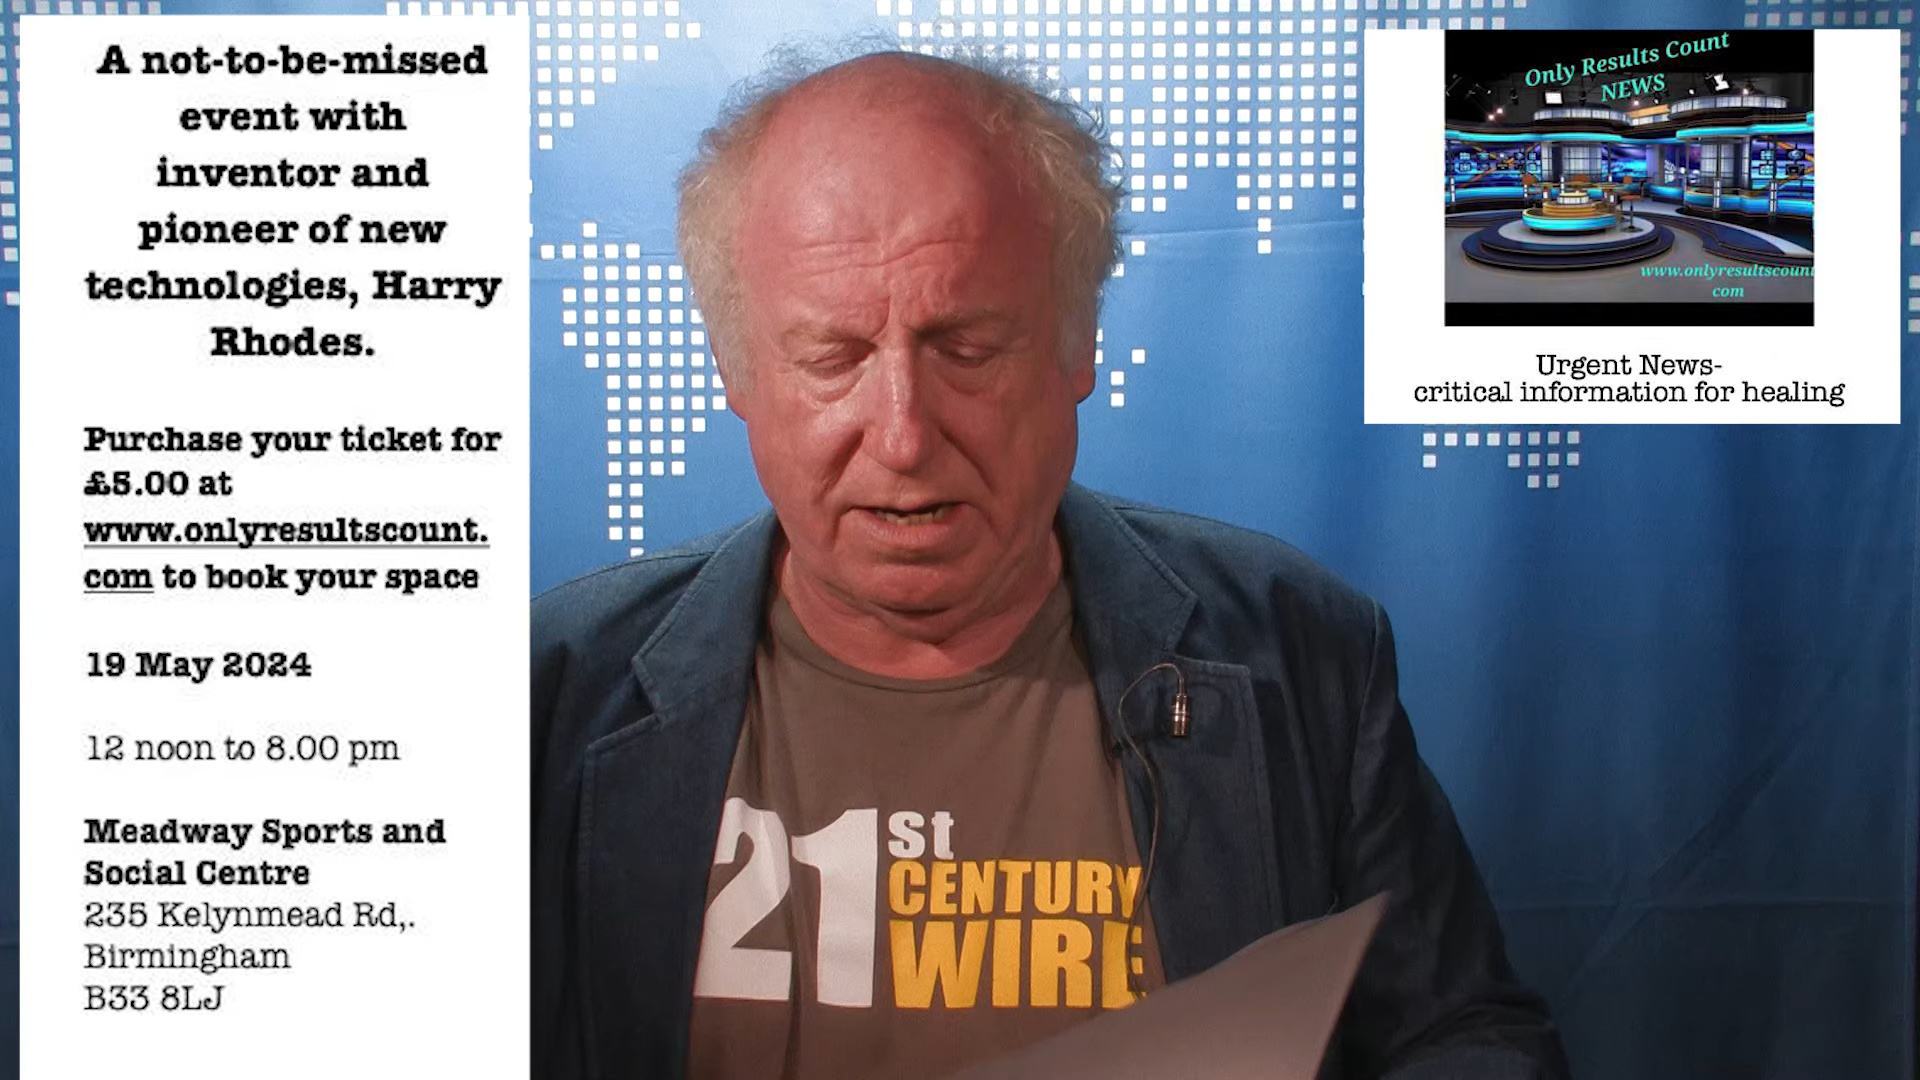 A not-to-be-missed
event with
inventor and
pioneer of new
technologies, Harry
Rhodes.
Purchase your ticket for
£5.00 at
www.onlyresultscount.
com to book your space
19 May 2024
12 noon to 8.00 pm
Meadway Sports and
Social Centre
235 Kelynmead Rd,.
Birmingham
B33 8LJ
Only Results Count
NEWS
www.onlyresultscount
com
Urgent News-
critical information for healing
21st
CENTURY
WIRE